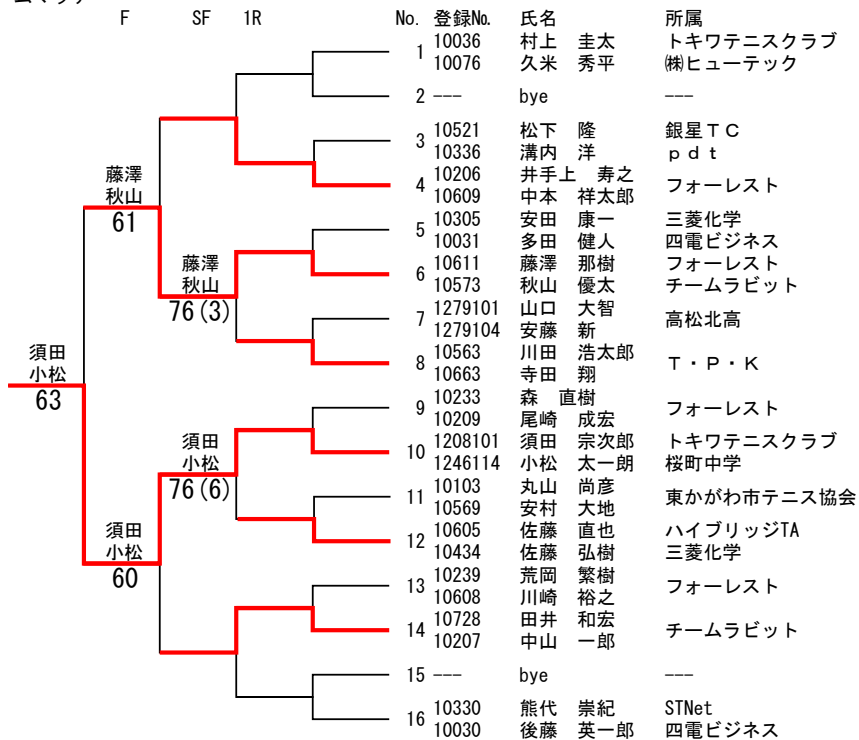 F SF 1R No. 登録No. 氏名 所属
1 10036 村上 圭太 トキワテニスクラブ
10076 久米 秀平 ㈱ヒューテック
2 --- bye ---
3 10521 松下 隆 銀星TC
10336 溝内 洋 pdt
4 10206 井手上 寿之 フォーレスト
10609 中本 祥太郎
5 10305 安田 康一 三菱化学
10031 多田 健人 四電ビジネス
6 10611 藤澤 那樹 フォーレスト
10573 秋山 優太 チームラビット
7 1279101 山口 大智 高松北高
1279104 安藤 新
8 10563 川田 浩太郎 T・P・K
10663 寺田 翔
9 10233 森 直樹 フォーレスト
10209 尾崎 成宏
10 1208101 須田 宗次郎 トキワテニスクラブ
1246114 小松 太一朗 桜町中学
11 10103 丸山 尚彦 東かがわ市テニス協会
10569 安村 大地
12 10605 佐藤 直也 ハイブリッジTA
10434 佐藤 弘樹 三菱化学
13 10239 荒岡 繁樹 フォーレスト
10608 川崎 裕之
14 10728 田井 和宏 チームラビット
10207 中山 一郎
15 --- bye ---
16 10330 熊代 崇紀 STNet
10030 後藤 英一郎 四電ビジネス
藤澤
秋山
61
藤澤
秋山
76(3)
須田
小松
63
須田
小松
76(6)
須田
小松
60